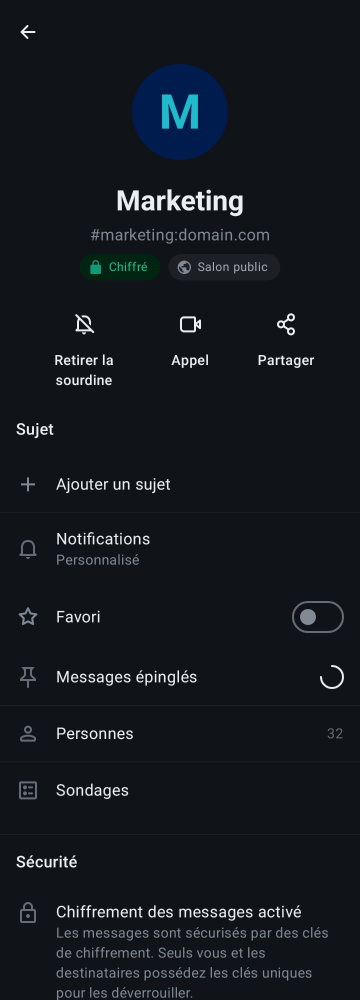 M
Marketing
#marketing:domain.com
Chiffré
Salon public
Retirer la
sourdine
Appel
Partager
Sujet
Ajouter un sujet
Notifications
Personnalisé
Favori
Messages épinglés
Personnes
32
Sondages
Sécurité
Chiffrement des messages activé
Les messages sont sécurisés par des clés
de chiffrement. Seuls vous et les
destinataires possédez les clés uniques
pour les déverrouiller.